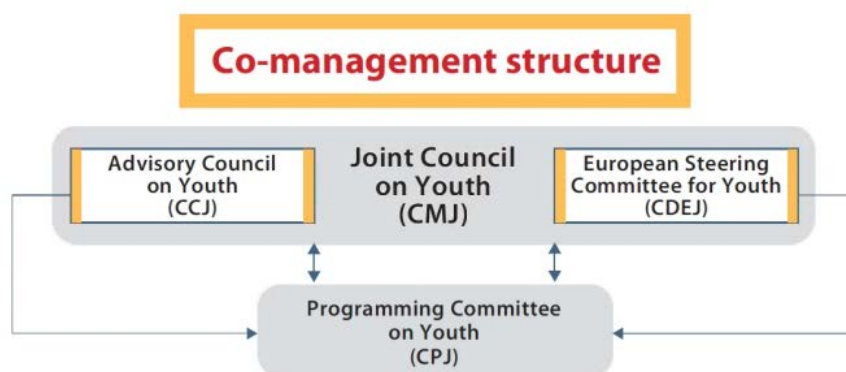 Co-management structure
Advisory Council
on Youth
(CCJ)
Joint Council
on Youth
(CMJ)
European Steering
Committee for Youth
(CDEJ)
Programming Committee
on Youth
(CPJ)